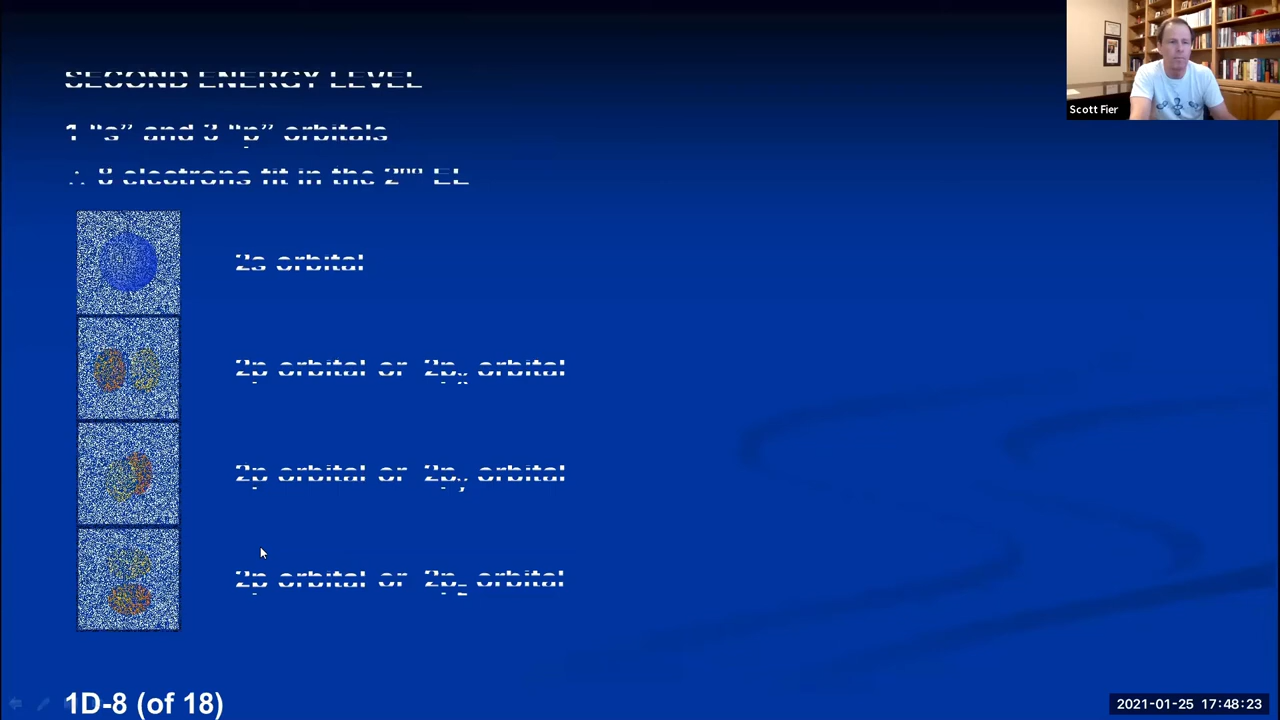 SECOND ENERGY LEVEL
1 "s" and 3 "p" orbitals
∴ 8 electrons fit in the 2nd EL
2s orbital
2p orbital or 2px orbital
2p orbital or 2py orbital
2p orbital or 2pz orbital
1D-8 (of 18)
Scott Fier
2021-01-25 17:48:23